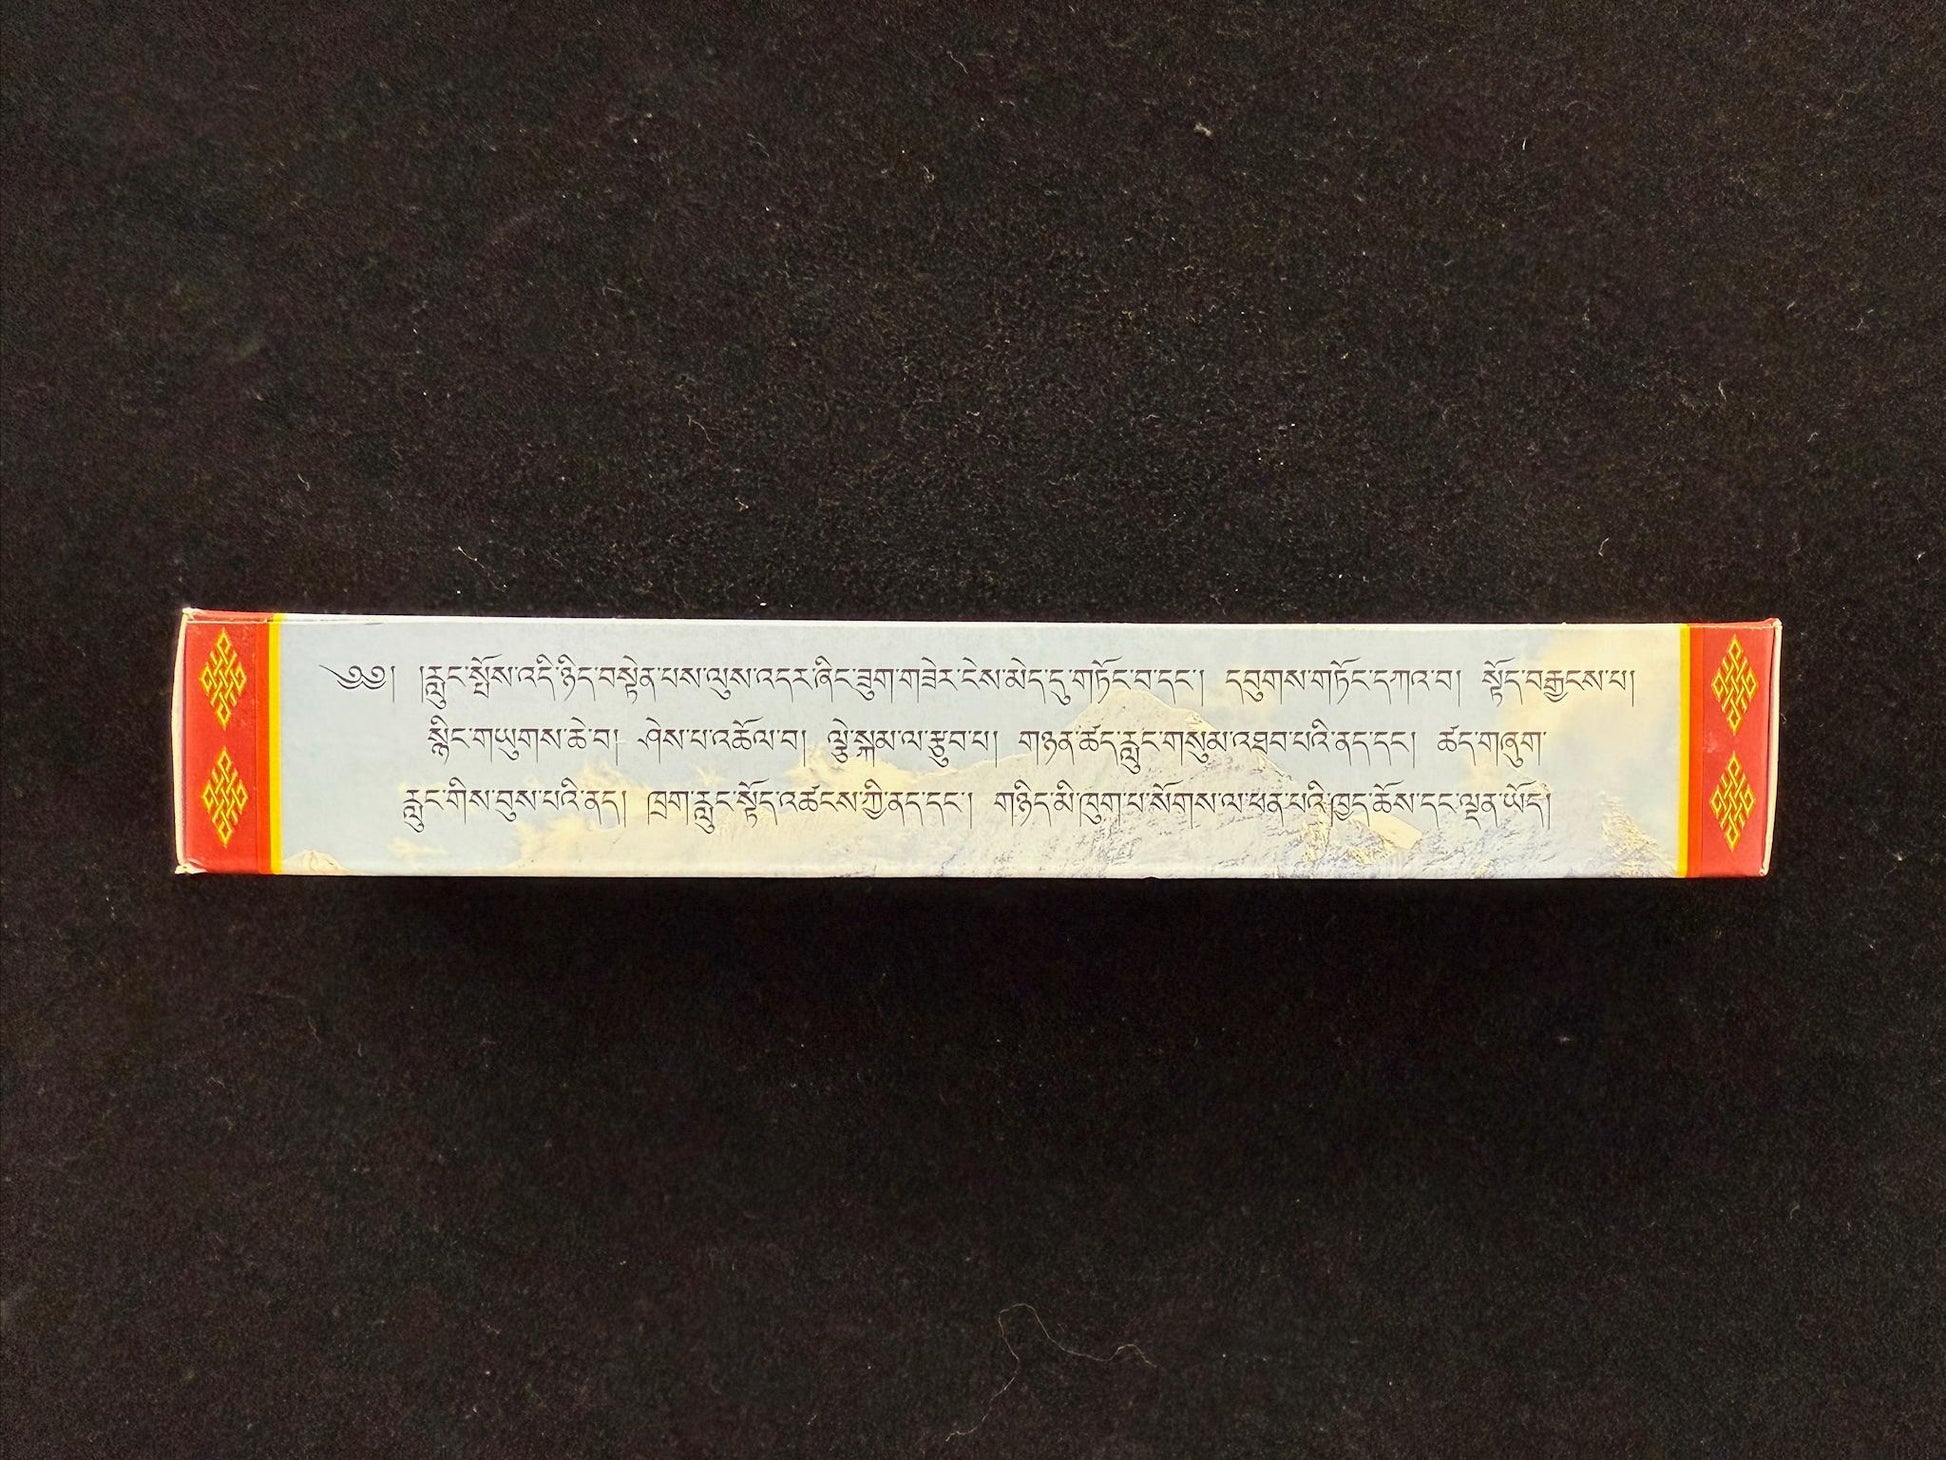 ༄༅། །རླུང་སྤོས་འདི་ཉིད་བསྟེན་པས་ལུས་འདར་ཞིང་ཟུག་གཟེར་ངེས་མེད་དུ་གཏོང་བ་དང་། དབུགས་གཏོང་དཀའ་བ། སྟོད་བརྒྱངས་པ།
སྙིང་གཡུགས་ཆེ་བ། ཤེས་པ་འཆོལ་བ། ལྕེ་སྐམ་ལ་རྩུབ་པ། གཉན་ཚད་རླུང་གསུམ་འཐབ་པའི་ནད་དང་། ཚད་གཞུག་
རླུང་གིས་བུས་པའི་ནད། ཁྲག་རླུང་སྟོད་འཚངས་ཀྱི་ནད་དང་། གཉིད་མི་ཁུག་པ་སོགས་ལ་ཕན་པའི་ཁྱད་ཆོས་དང་ལྡན་ཡོད།